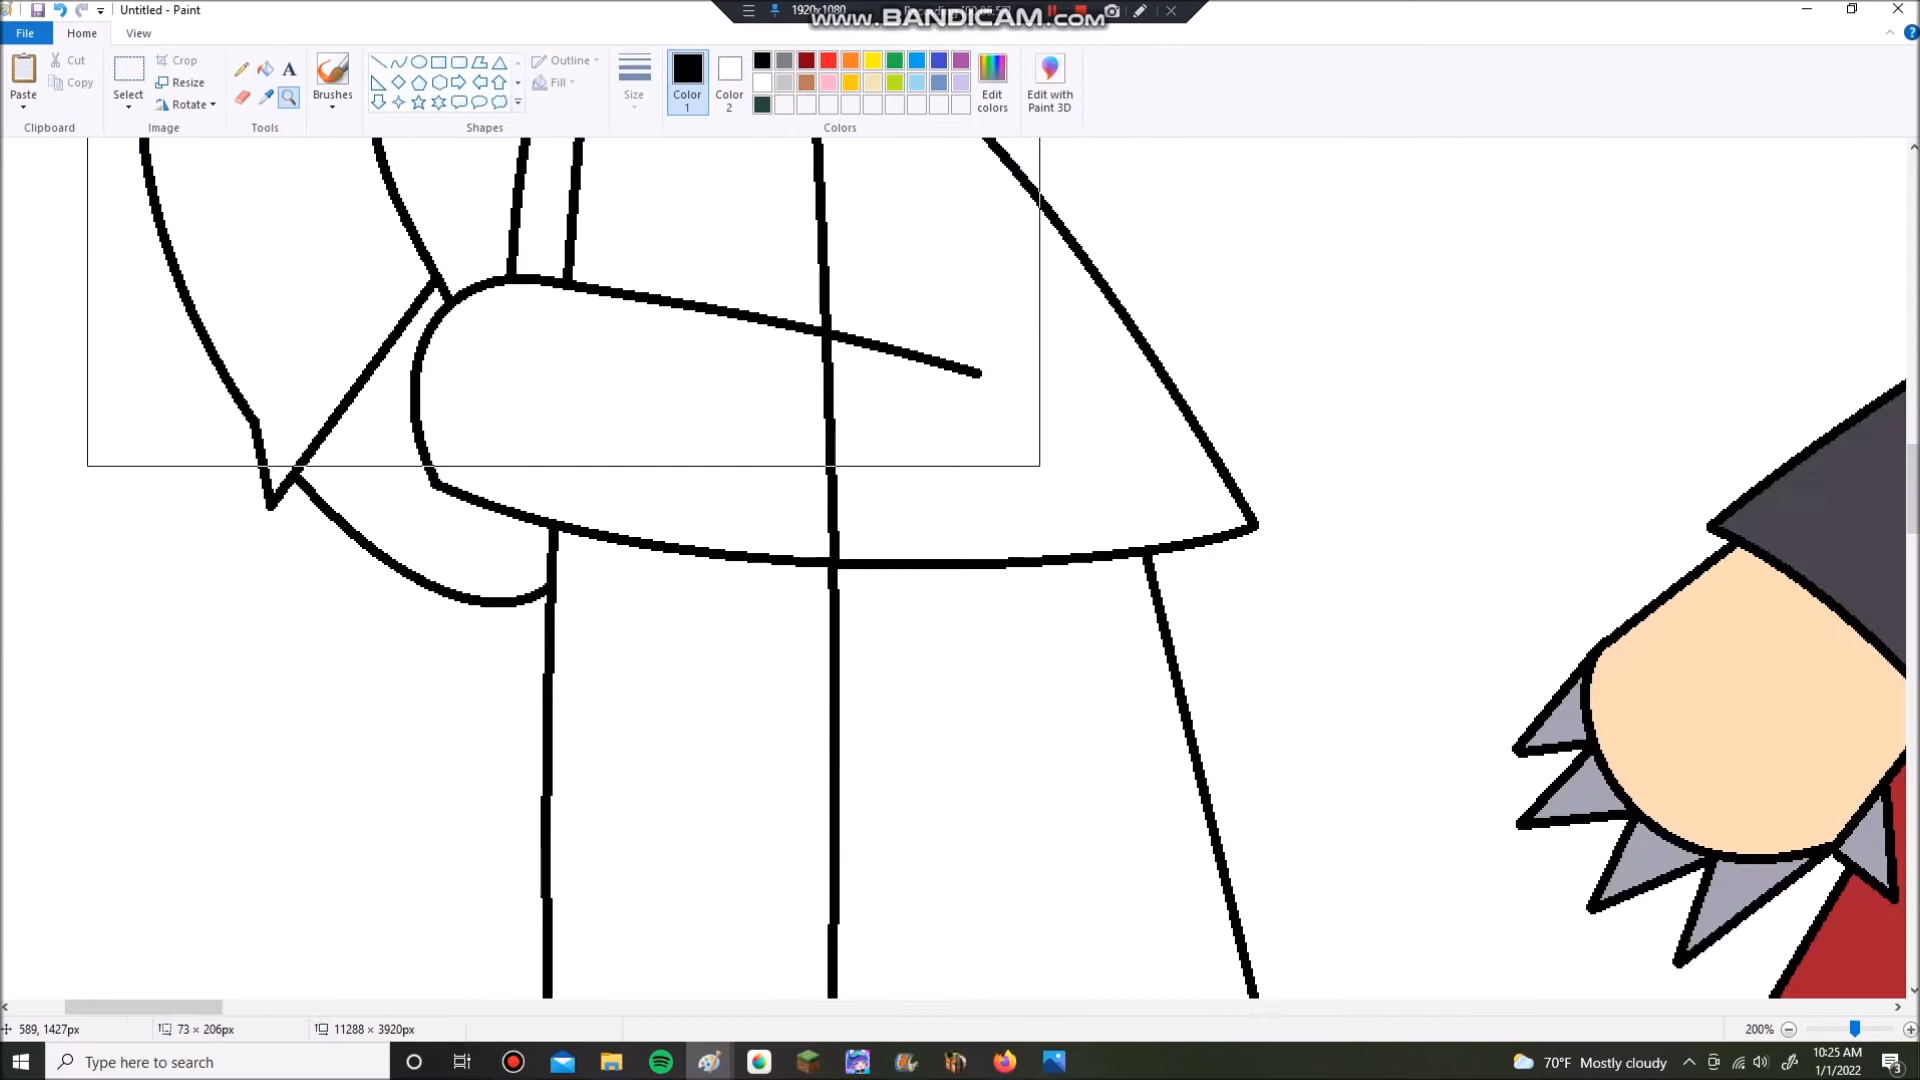 Untitled - Paint
1920x1080
www.BANDICAM.com
File
Home
View
Paste
Cut
Copy
Clipboard
Select
Crop
Resize
Rotate
Image
Tools
Brushes
Shapes
Outline
Fill
Size
Color
1
Color
2
Edit
colors
Edit with
Paint 3D
Colors
589, 1427px
73 × 206px
11288 × 3920px
200%
Type here to search
70°F Mostly cloudy
10:25 AM
1/1/2022
3